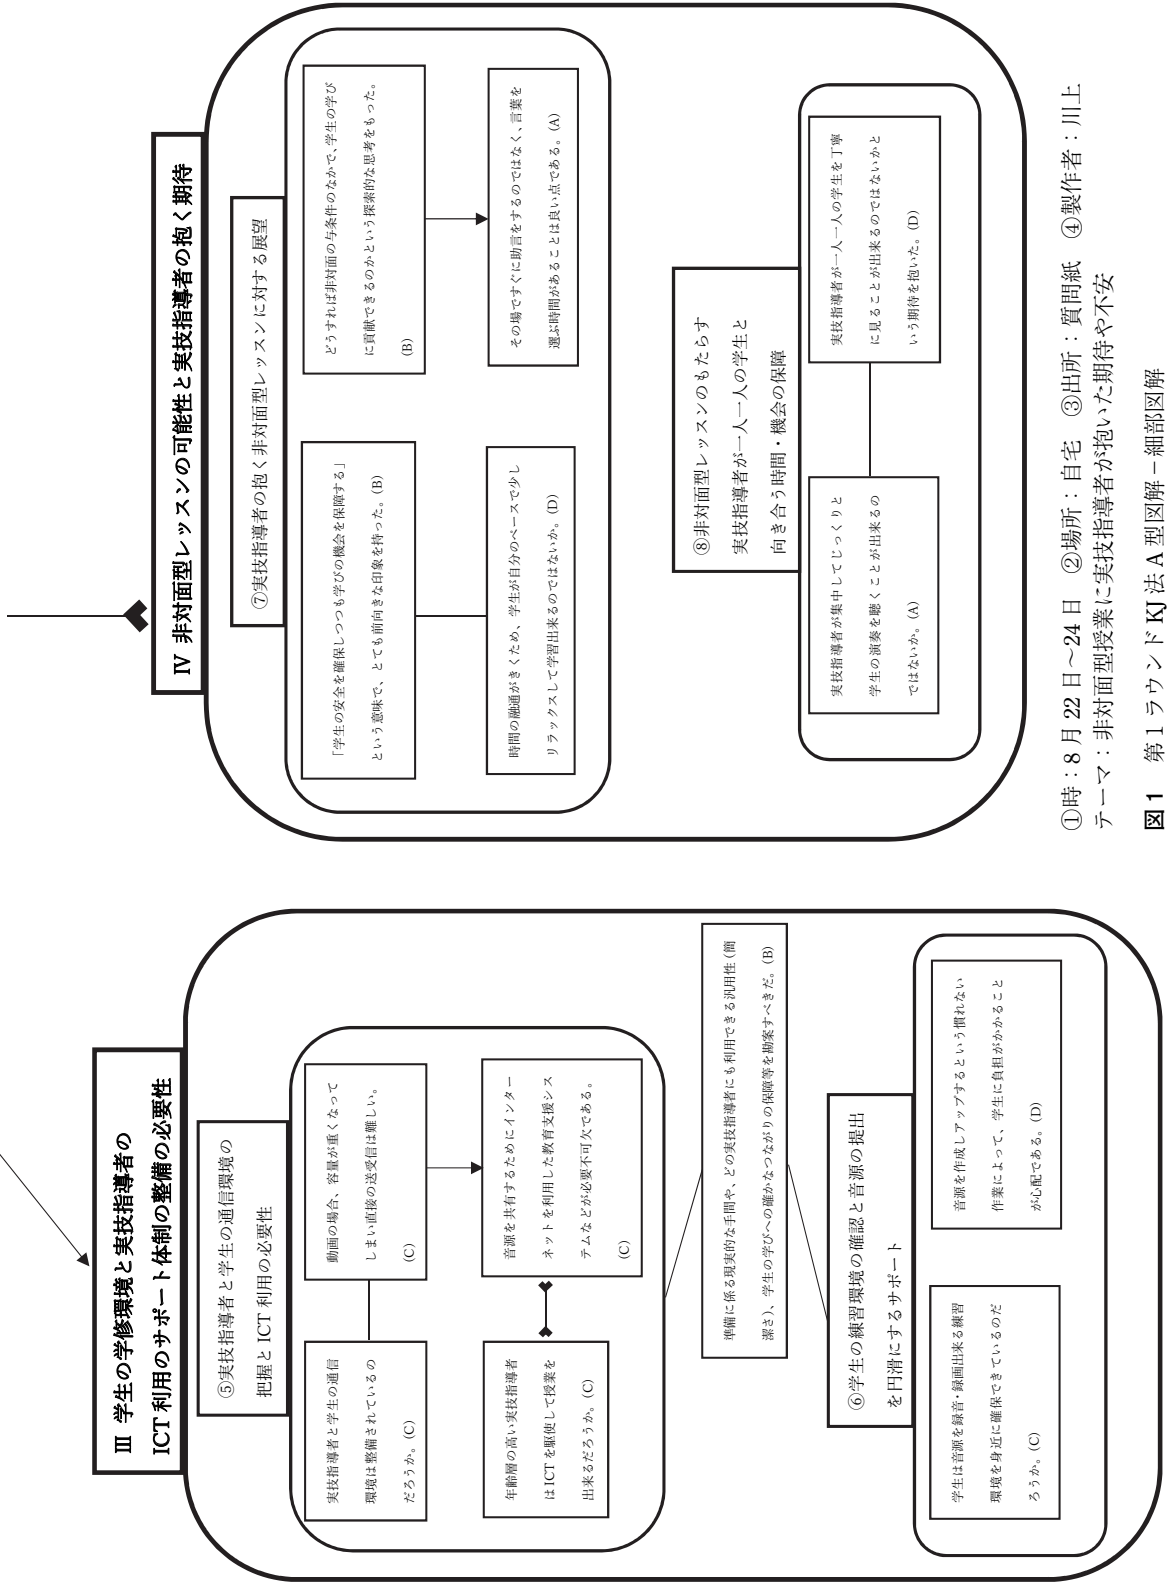 Ⅲ 学生の学修環境と実技指導者の
ICT 利用のサポート体制の整備の必要性
⑤実技指導者と学生の通信環境の
把握と ICT 利用の必要性
実技指導者と学生の通信
環境は整備されているの
だろうか。(C)
動画の場合、容量が重くなって
しまい直接の送受信は難しい。
(C)
年齢層の高い実技指導者
は ICT を駆使して授業を
出来るだろうか。(C)
音源を共有するためにインター
ネットを利用した教育支援シス
テムなどが必要不可欠である。
(C)
準備に係る現実的な手間や、どの実技指導者にも利用できる汎用性(簡
潔さ)、学生の学びへの確かなつながりの保障等を勘案すべきだ。(B)
⑥学生の練習環境の確認と音源の提出
を円滑にするサポート
学生は音源を録音・録画出来る練習
環境を身近に確保できているのだ
ろうか。(C)
音源を作成しアップするという慣れない
作業によって、学生に負担がかかること
が心配である。(D)
Ⅳ 非対面型レッスンの可能性と実技指導者の抱く期待
⑦実技指導者の抱く非対面型レッスンに対する展望
「学生の安全を確保しつつも学びの機会を保障する」
という意味で、とても前向きな印象を持った。(B)
どうすれば非対面の与条件のなかで、学生の学び
に貢献できるのかという探索的な思考をもった。
(B)
時間の融通がきくため、学生が自分のペースで少し
リラックスして学習出来るのではないか。(D)
その場ですぐに助言をするのではなく、言葉を
選ぶ時間があることは良い点である。(A)
⑧非対面型レッスンのもたらす
実技指導者が一人一人の学生と
向き合う時間・機会の保障
実技指導者が集中してじっくりと
学生の演奏を聴くことが出来るの
ではないか。(A)
実技指導者が一人一人の学生を丁寧
に見ることが出来るのではないかと
いう期待を抱いた。(D)
①時：8 月 22 日～24 日 ②場所：自宅 ③出所：質問紙 ④製作者：川上
テーマ：非対面型授業に実技指導者が抱いた期待や不安
図 1 第 1 ラウンド KJ 法 A 型図解－細部図解